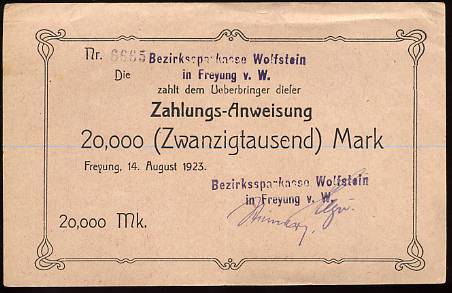 Nr. 6665 Bezirkssparkasse Wolfstein
Die in Freyung v. W.
zahlt dem Ueberbringer dieser
Zahlungs-Anweisung
20,000 (Zwanzigtausend) Mark
Freyung, 14. August 1923.
Bezirkssparkasse Wolfstein
in Freyung v. W.
20,000 Mk.